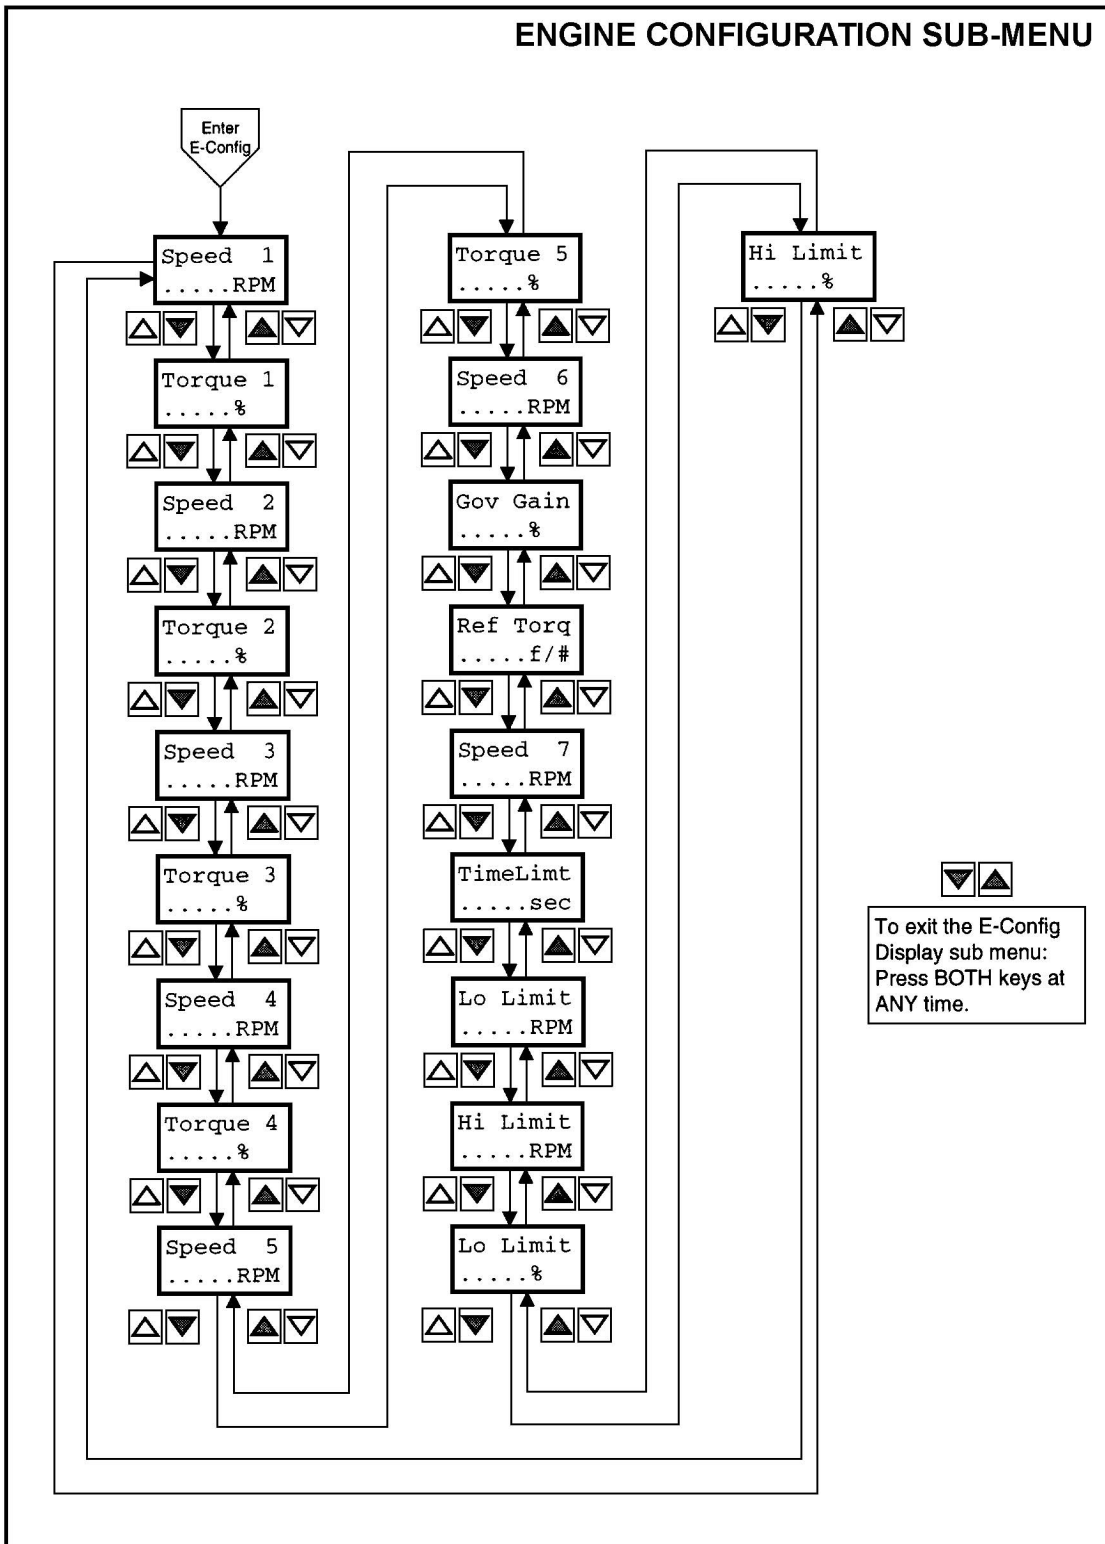 ENGINE CONFIGURATION SUB-MENU
Enter
E-Config
Speed 1
.....RPM
Torque 1
.....%
Speed 2
.....RPM
Torque 2
.....%
Speed 3
.....RPM
Torque 3
.....%
Speed 4
.....RPM
Torque 4
.....%
Speed 5
.....RPM
Torque 5
.....%
Speed 6
.....RPM
Gov Gain
.....%
Ref Torq
.....f/#
Speed 7
.....RPM
TimeLimt
.....sec
Lo Limit
.....RPM
Hi Limit
.....RPM
Lo Limit
.....%
Hi Limit
.....%
To exit the E-Config
Display sub menu:
Press BOTH keys at
ANY time.